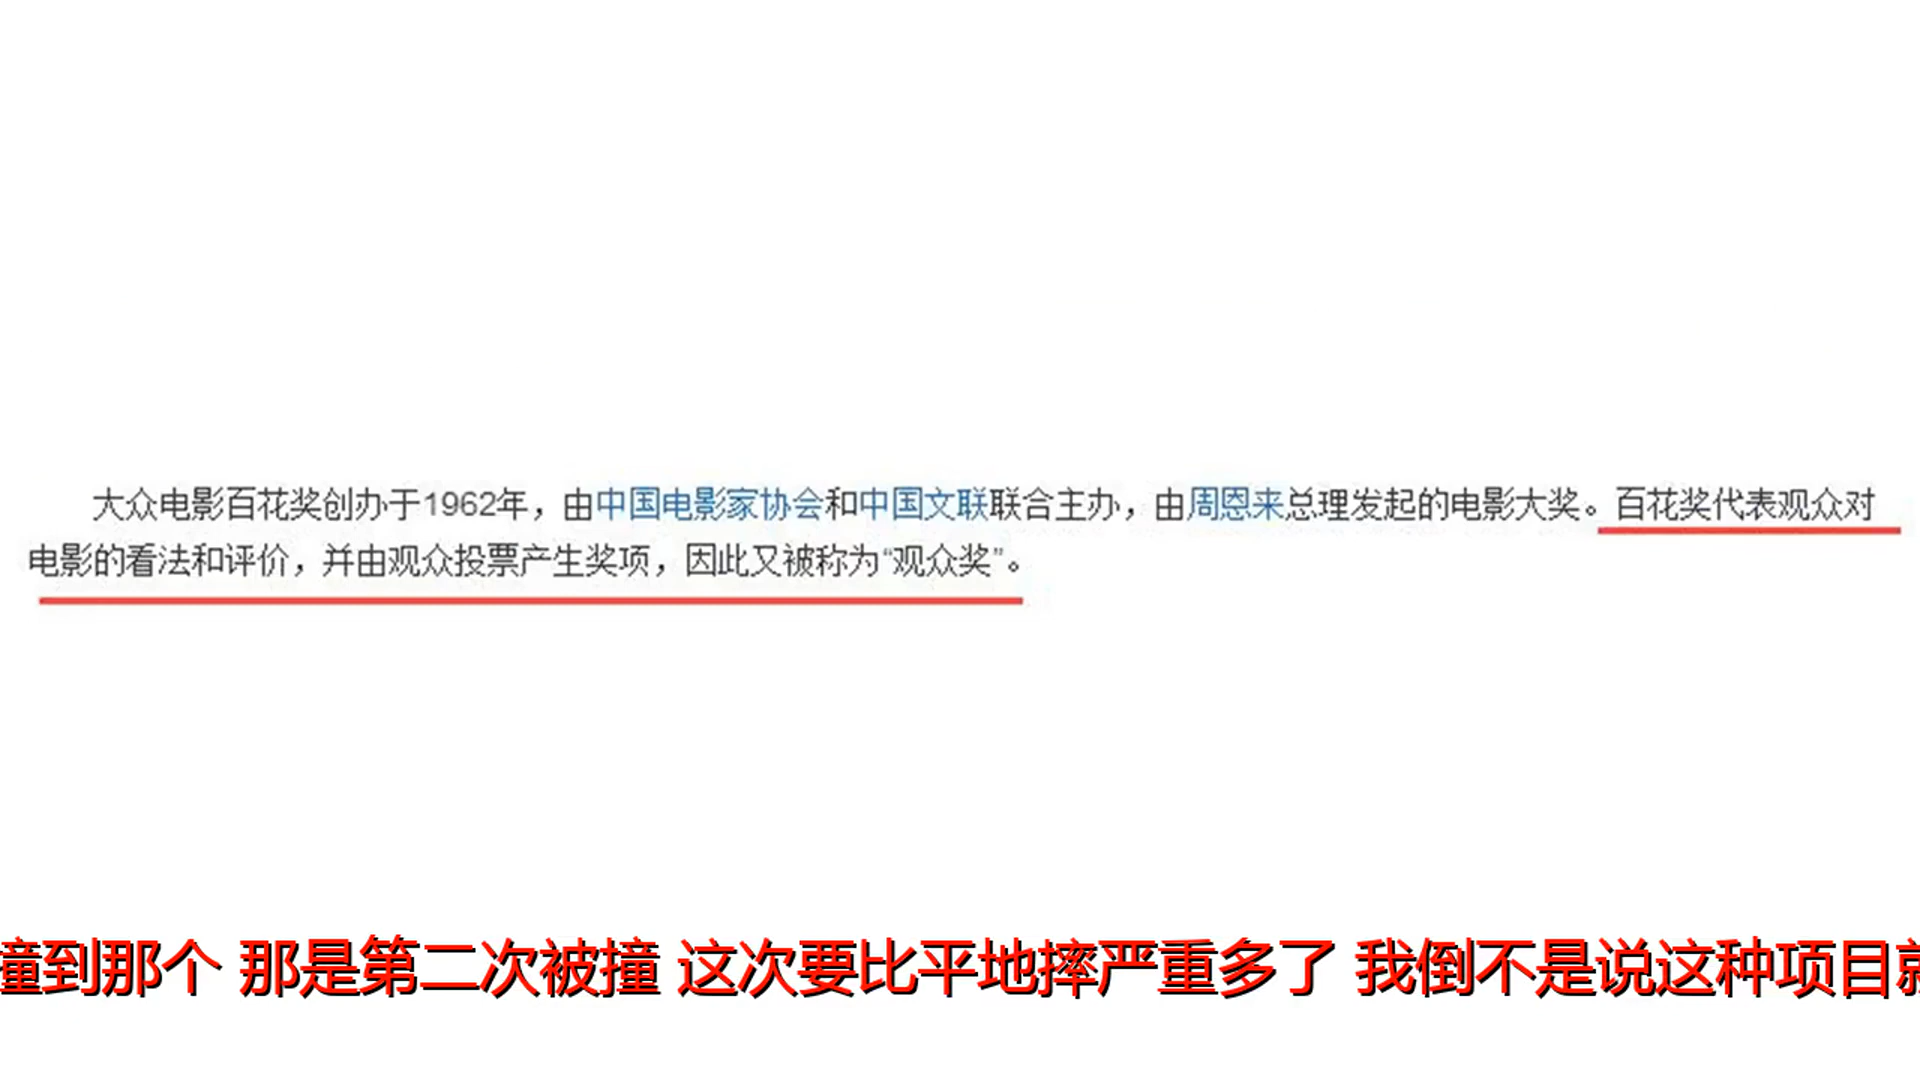 大众电影百花奖创办于1962年，由中国电影家协会和中国文联联合主办，由周恩来总理发起的电影大奖。百花奖代表观众对
电影的看法和评价，并由观众投票产生奖项，因此又被称为“观众奖”。
撞到那个 那是第二次被撞 这次要比平地摔严重多了 我倒不是说这种项目就